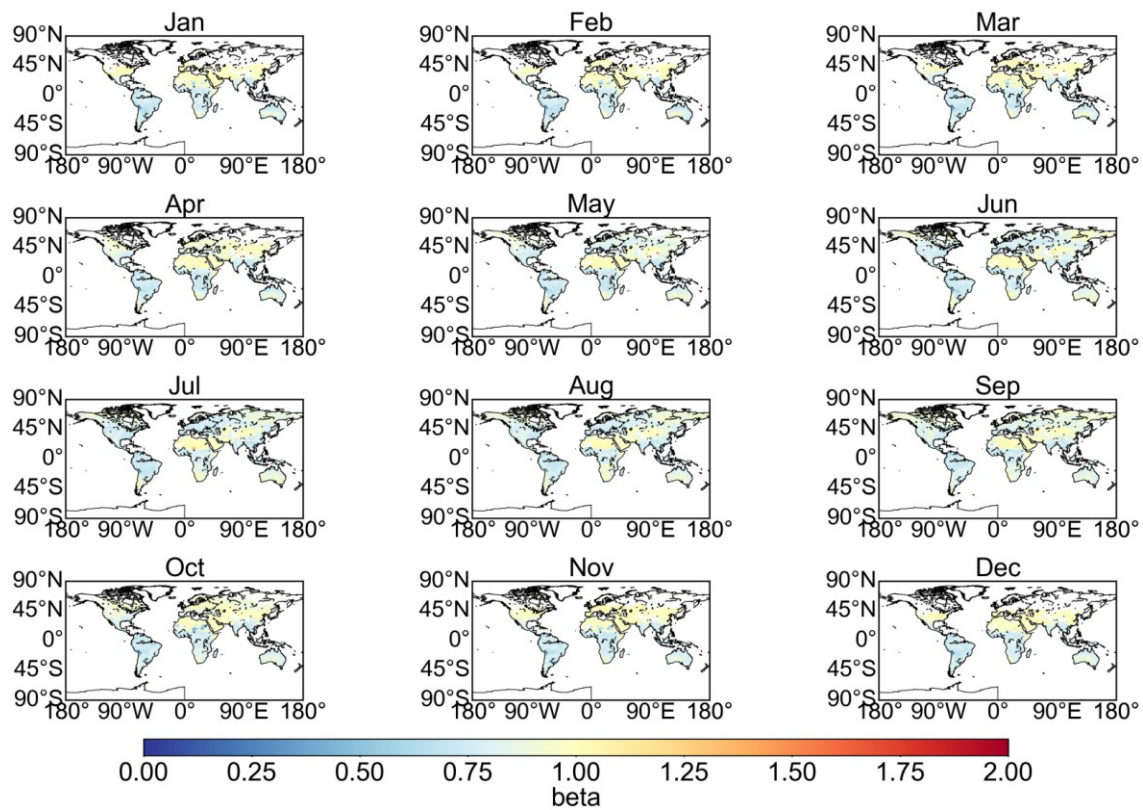 Jan Feb Mar
90°N 90°N 90°N
45°N 45°N 45°N
0° 0° 0°
45°S 45°S 45°S
90°S 90°S 90°S
180° 90°W 0° 90°E 180° 180° 90°W 0° 90°E 180° 180° 90°W 0° 90°E 180°
Apr May Jun
90°N 90°N 90°N
45°N 45°N 45°N
0° 0° 0°
45°S 45°S 45°S
90°S 90°S 90°S
180° 90°W 0° 90°E 180° 180° 90°W 0° 90°E 180° 180° 90°W 0° 90°E 180°
Jul Aug Sep
90°N 90°N 90°N
45°N 45°N 45°N
0° 0° 0°
45°S 45°S 45°S
90°S 90°S 90°S
180° 90°W 0° 90°E 180° 180° 90°W 0° 90°E 180° 180° 90°W 0° 90°E 180°
Oct Nov Dec
90°N 90°N 90°N
45°N 45°N 45°N
0° 0° 0°
45°S 45°S 45°S
90°S 90°S 90°S
180° 90°W 0° 90°E 180° 180° 90°W 0° 90°E 180° 180° 90°W 0° 90°E 180°
0.00 0.25 0.50 0.75 1.00 1.25 1.50 1.75 2.00
beta